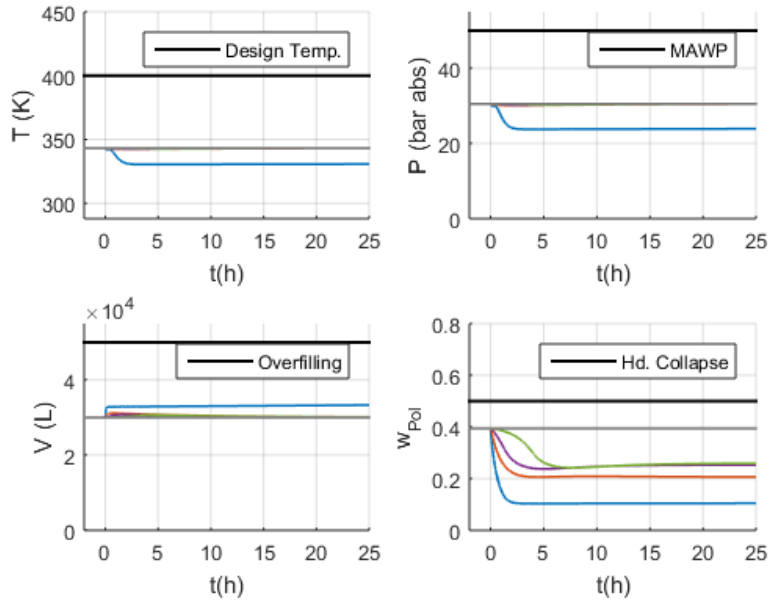 450
400
350
300
T (K)
Design Temp.
0 5 10 15 20 25
t(h)
40
20
0
P (bar abs)
MAWP
0 5 10 15 20 25
t(h)
× 10⁴
4
2
0
V (L)
Overfilling
0 5 10 15 20 25
t(h)
0.8
0.6
0.4
0.2
0
w_Pol
Hd. Collapse
0 5 10 15 20 25
t(h)